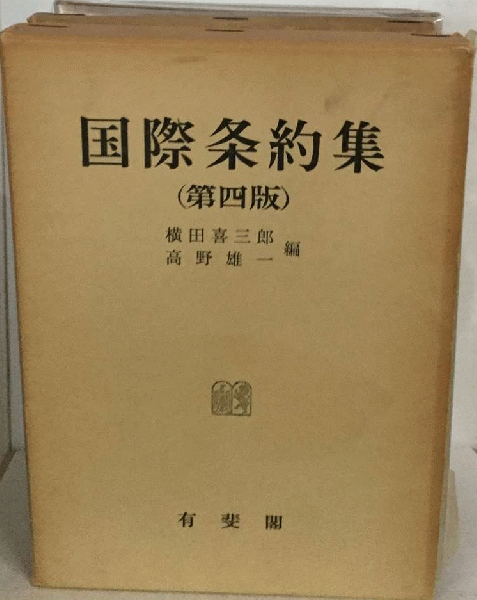 国際条約集
(第四版)
横田喜三郎
高野雄一
編
有斐閣